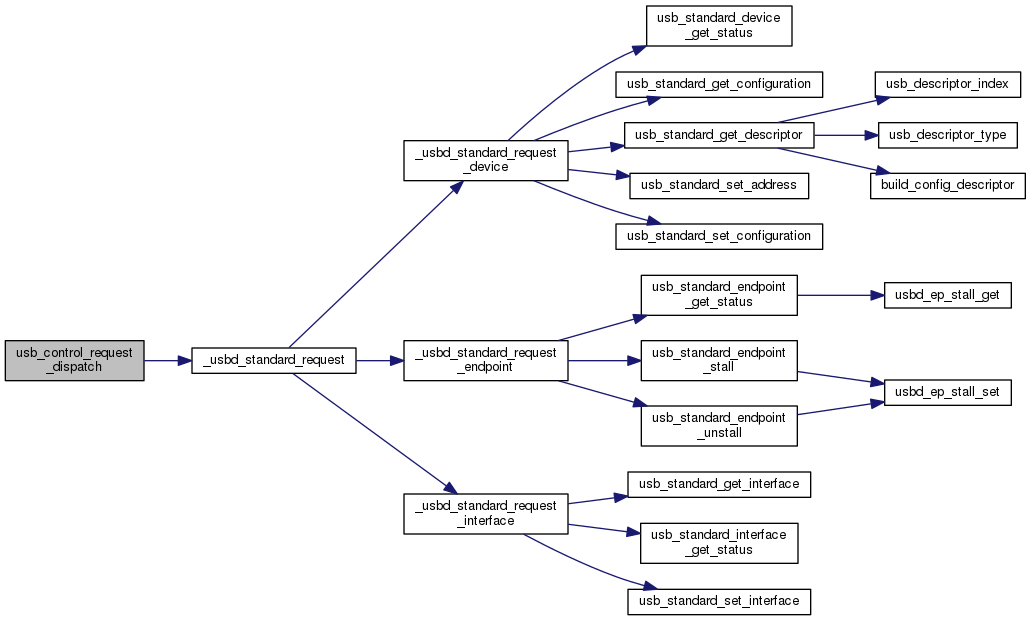 usb_standard_device
_get_status
usb_standard_get_configuration
usb_descriptor_index
_usbd_standard_request
_device
usb_standard_get_descriptor
usb_descriptor_type
usb_standard_set_address
build_config_descriptor
usb_standard_set_configuration
usb_standard_endpoint
_get_status
usbd_ep_stall_get
usb_control_request
_dispatch
_usbd_standard_request
_usbd_standard_request
_endpoint
usb_standard_endpoint
_stall
usbd_ep_stall_set
usb_standard_endpoint
_unstall
usb_standard_get_interface
_usbd_standard_request
_interface
usb_standard_interface
_get_status
usb_standard_set_interface